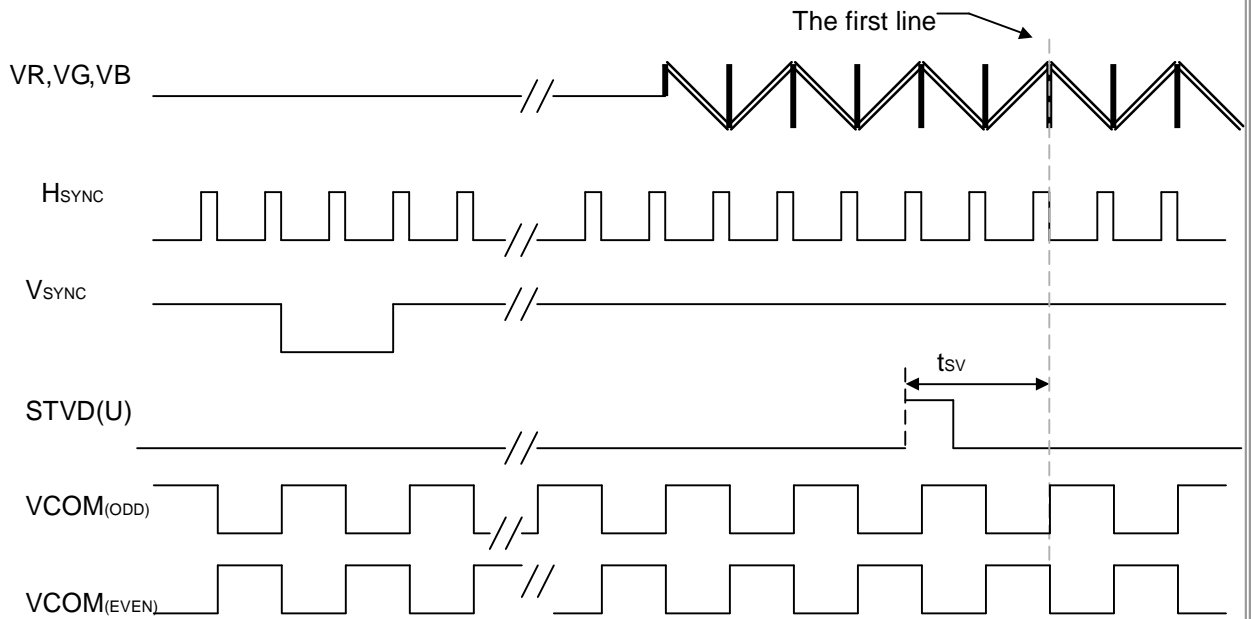 The first line
VR,VG,VB
HSYNC
VSYNC
tSV
STVD(U)
VCOM(ODD)
VCOM(EVEN)